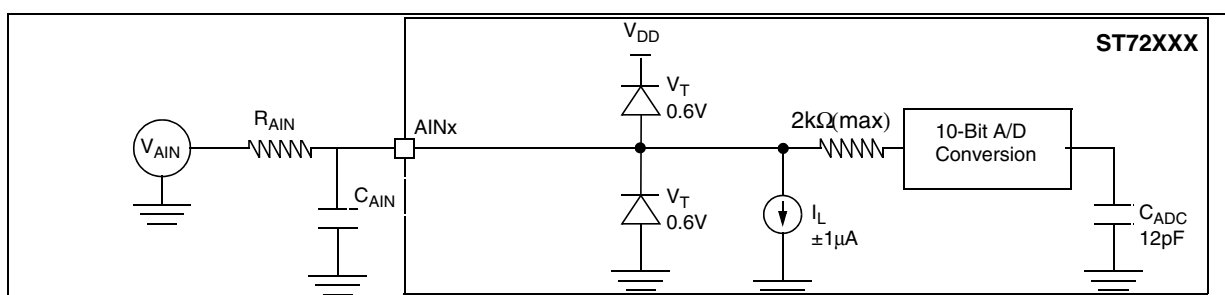 V_DD
ST72XXX
V_T
0.6V
R_AIN
AINx
2kΩ(max)
10-Bit A/D
Conversion
V_AIN
C_AIN
V_T
0.6V
I_L
±1μA
C_ADC
12pF